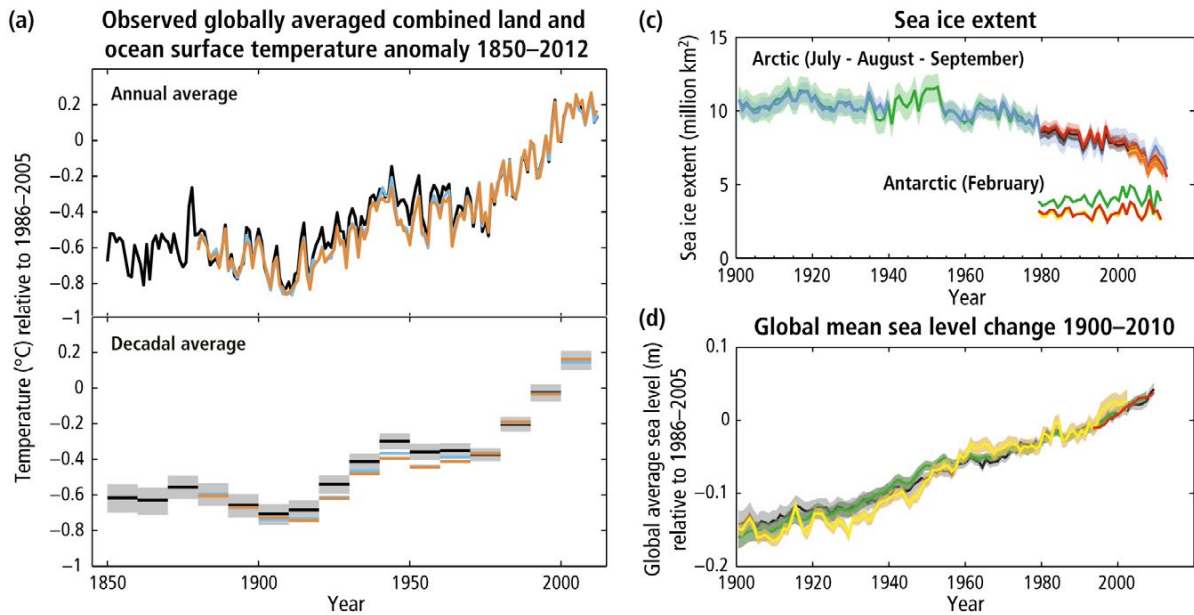 (a)
Observed globally averaged combined land and
ocean surface temperature anomaly 1850–2012
Annual average
0.2
0
−0.2
−0.4
−0.6
−0.8
−1
Decadal average
0.2
0
−0.2
−0.4
−0.6
−0.8
−1
1850
1900
1950
2000
Year
Temperature (°C) relative to 1986–2005
(c)
Sea ice extent
Arctic (July - August - September)
Antarctic (February)
15
10
5
0
1900
1920
1940
1960
1980
2000
Year
Sea ice extent (million km²)
(d)
Global mean sea level change 1900–2010
0.1
0
−0.1
−0.2
1900
1920
1940
1960
1980
2000
Year
Global average sea level (m)
relative to 1986–2005